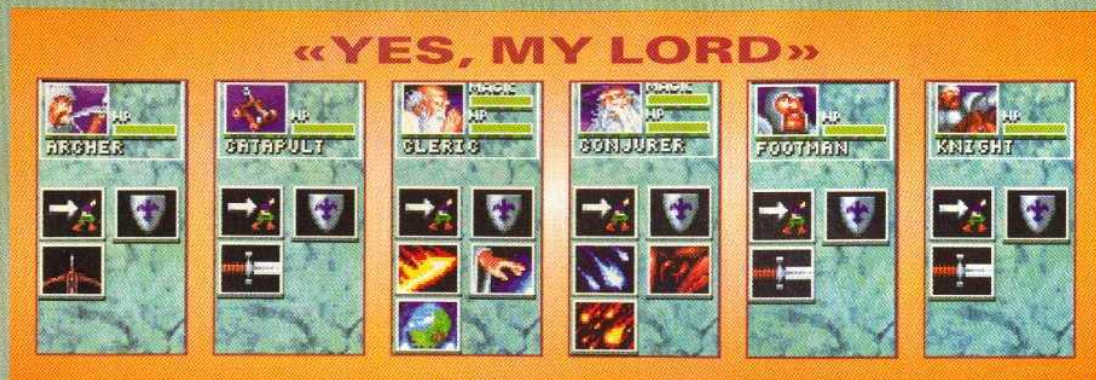 «YES, MY LORD»
HP
ARCHER
HP
CATAPULT
MAGIC
HP
CLERIC
MAGIC
HP
CONJURER
HP
FOOTMAN
HP
KNIGHT